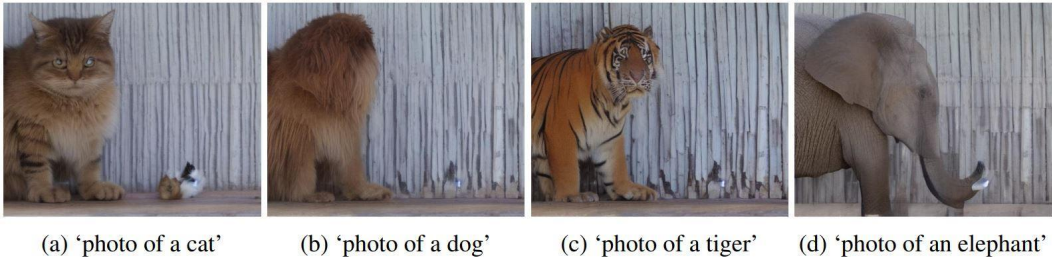 (a) ‘photo of a cat’
(b) ‘photo of a dog’
(c) ‘photo of a tiger’
(d) ‘photo of an elephant’